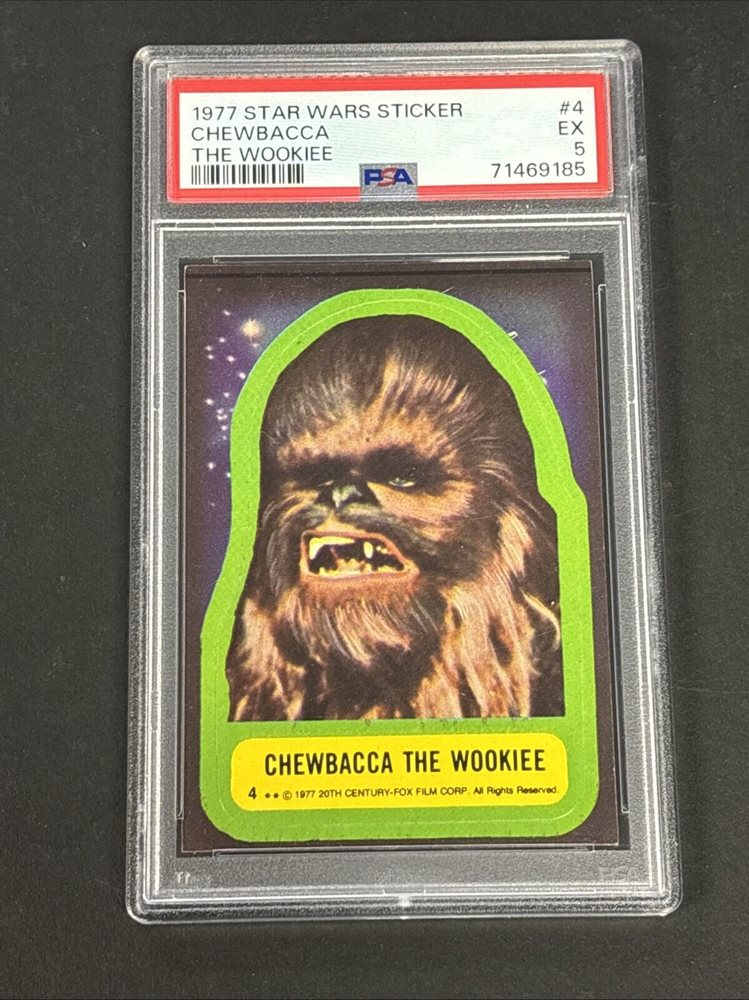 1977 STAR WARS STICKER #4
CHEWBACCA EX
THE WOOKIEE 5
PSA 71469185
CHEWBACCA THE WOOKIEE
4 ** © 1977 20TH CENTURY-FOX FILM CORP. All Rights Reserved.